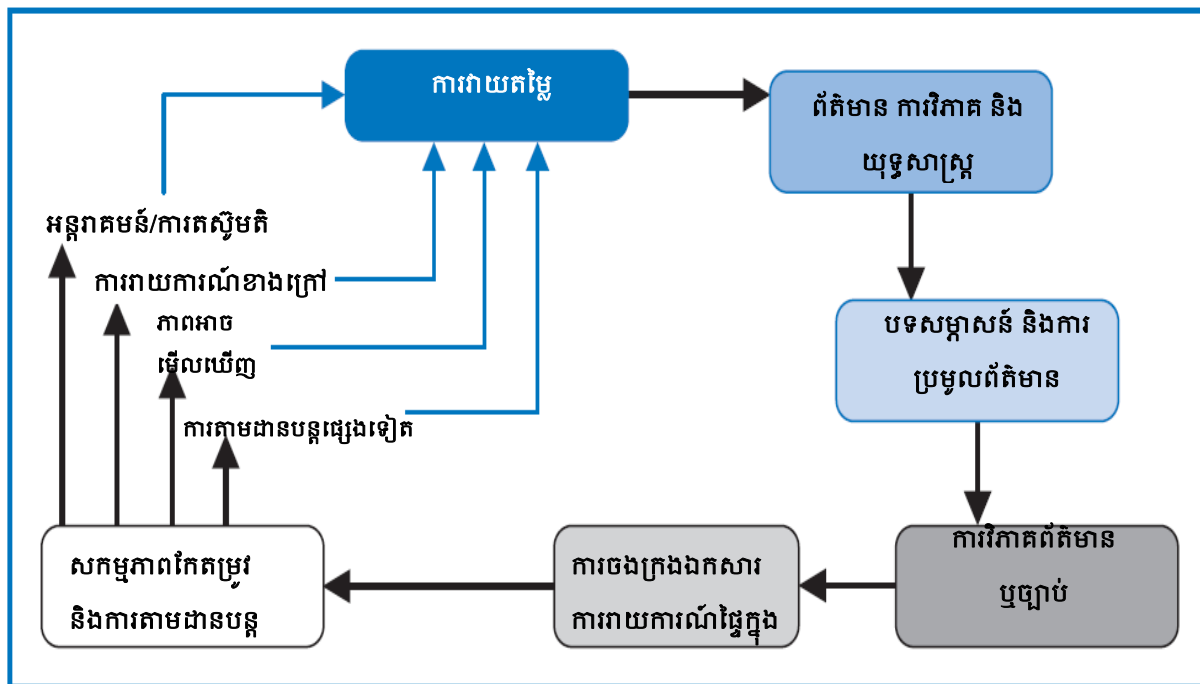 ការវាយតម្លៃ
ព័ត៌មាន ការវិភាគ និង
យុទ្ធសាស្ត្រ
បទសម្ភាសន៍ និងការ
ប្រមូលព័ត៌មាន
ការវិភាគព័ត៌មាន
ឬច្បាប់
ការចងក្រងឯកសារ
ការរាយការណ៍ផ្ទៃក្នុង
សកម្មភាពកែតម្រូវ
និងការតាមដានបន្ត
អន្តរាគមន៍/ការតស៊ូមតិ
ការរាយការណ៍ខាងក្រៅ
ភាពអាច
មើលឃើញ
ការតាមដានបន្តផ្សេងទៀត